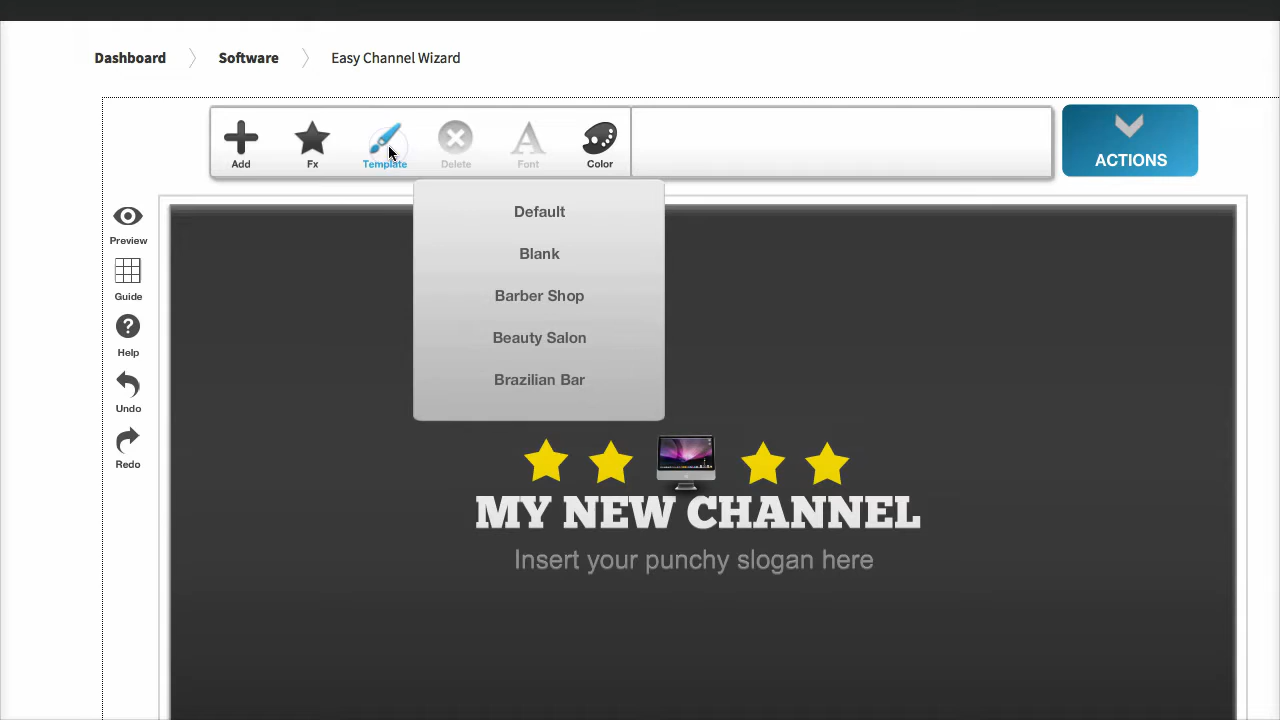 Dashboard Software Easy Channel Wizard
Add Fx Template Delete Font Color
ACTIONS
Default
Blank
Barber Shop
Beauty Salon
Brazilian Bar
Preview
Guide
Help
Undo
Redo
MY NEW CHANNEL
Insert your punchy slogan here